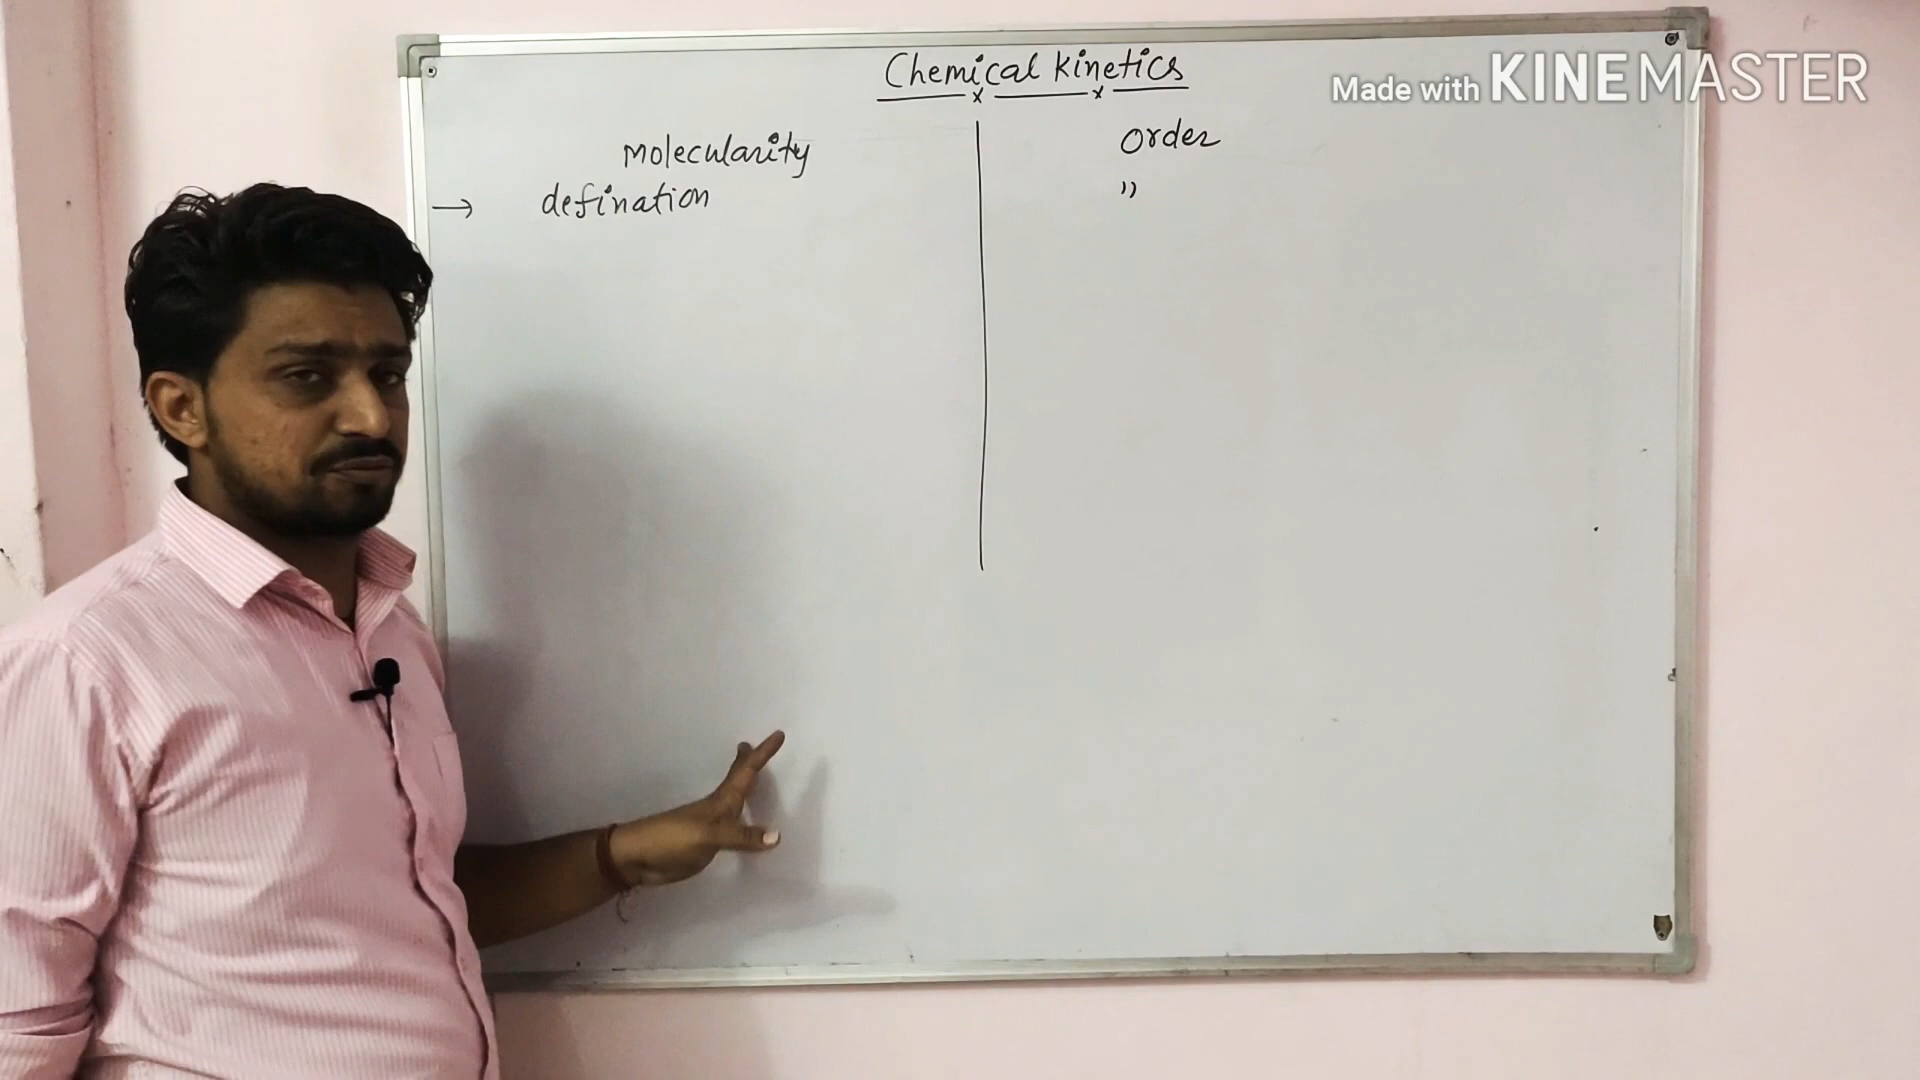 Chemical kinetics
Made with KINEMASTER
Molecularity
Order
→ defination
")